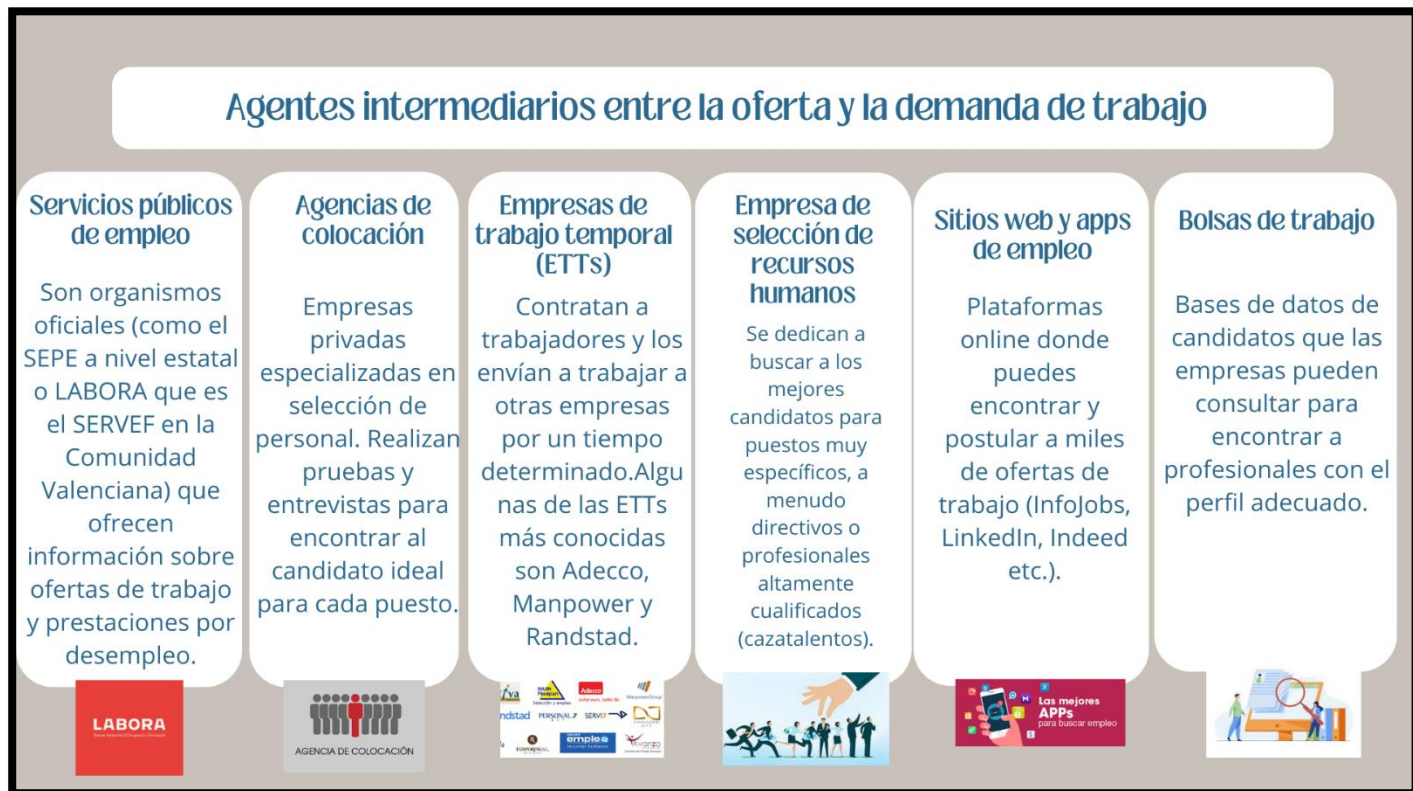 Agentes intermediarios entre la oferta y la demanda de trabajo
Servicios públicos
de empleo
Son organismos
oficiales (como el
SEPE a nivel estatal
o LABORA que es
el SERVEF en la
Comunidad
Valenciana) que
ofrecen
información sobre
ofertas de trabajo
y prestaciones por
desempleo.
LABORA
Agencias de
colocación
Empresas
privadas
especializadas en
selección de
personal. Realizan
pruebas y
entrevistas para
encontrar al
candidato ideal
para cada puesto.
AGENCIA DE COLOCACIÓN
Empresas de
trabajo temporal
(ETTs)
Contratan a
trabajadores y los
envían a trabajar a
otras empresas
por un tiempo
determinado.Algu
nas de las ETTs
más conocidas
son Adecco,
Manpower y
Randstad.
Adecco
ManpowerGroup
ndstad
PERSONAL 7
SERVI
emplea
Avanza
Empresa de
selección de
recursos
humanos
Se dedican a
buscar a los
mejores
candidatos para
puestos muy
específicos, a
menudo
directivos o
profesionales
altamente
cualificados
(cazatalentos).
Sitios web y apps
de empleo
Plataformas
online donde
puedes
encontrar y
postular a miles
de ofertas de
trabajo (InfoJobs,
LinkedIn, Indeed
etc.).
Las mejores
APPs
para buscar empleo
Bolsas de trabajo
Bases de datos de
candidatos que las
empresas pueden
consultar para
encontrar a
profesionales con el
perfil adecuado.